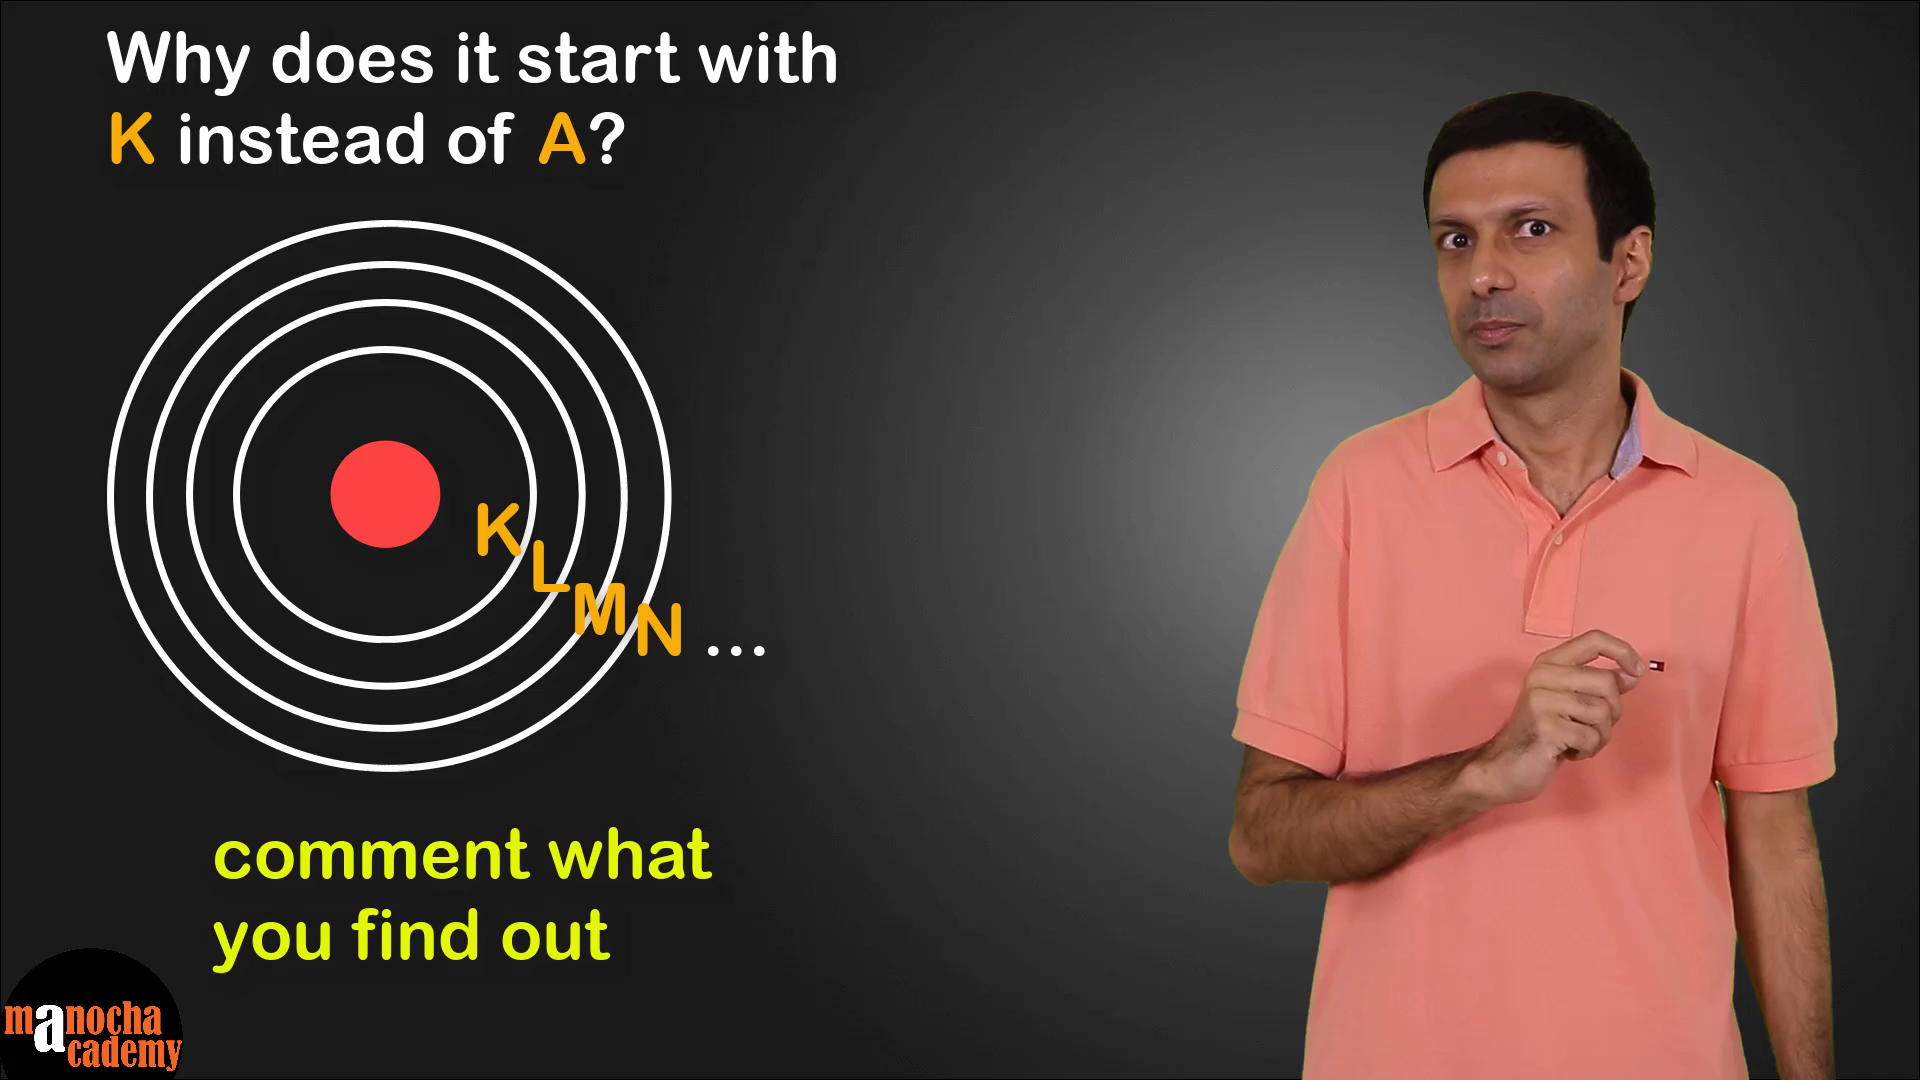 Why does it start with
K instead of A?
K
L
M
N ...
comment what
you find out
manocha
academy